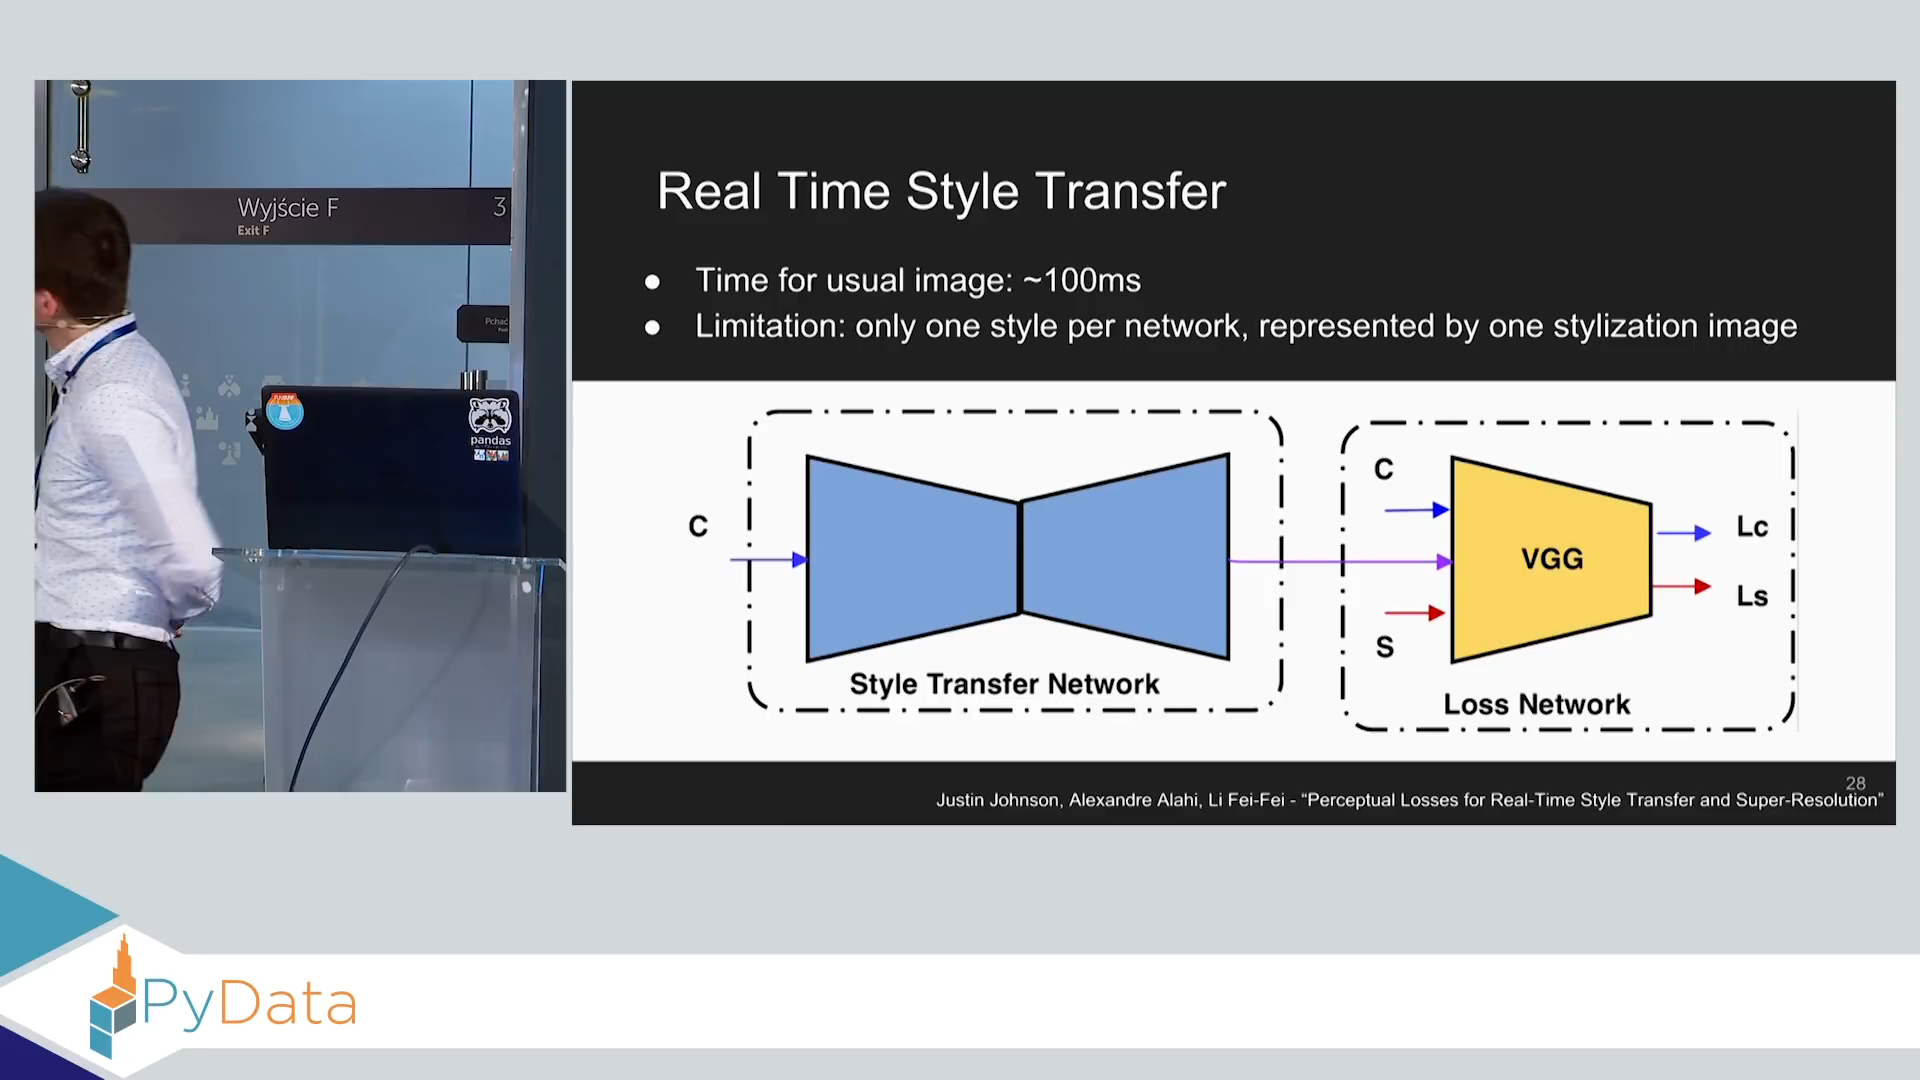 Wyjście F
3
Exit F
Pchać
pandas
Real Time Style Transfer
● Time for usual image: ~100ms
● Limitation: only one style per network, represented by one stylization image
C
Style Transfer Network
C
S
VGG
Lc
Ls
Loss Network
28
Justin Johnson, Alexandre Alahi, Li Fei-Fei - “Perceptual Losses for Real-Time Style Transfer and Super-Resolution”
PyData